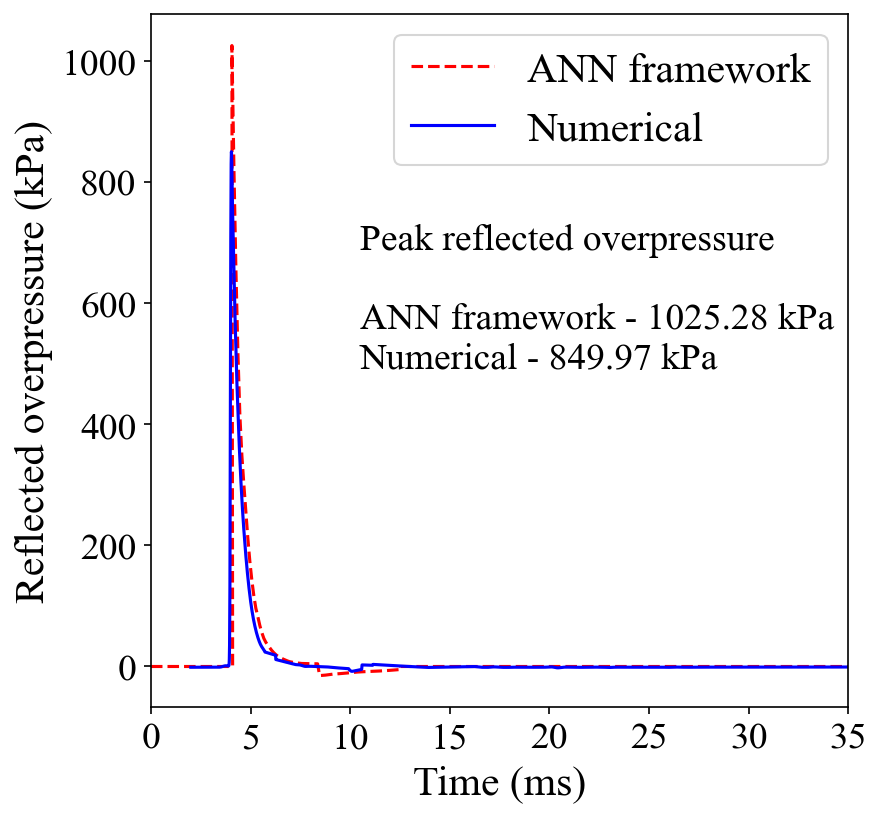 ANN framework
Numerical
Peak reflected overpressure
ANN framework - 1025.28 kPa
Numerical - 849.97 kPa
Reflected overpressure (kPa)
1000
800
600
400
200
0
0 5 10 15 20 25 30 35
Time (ms)